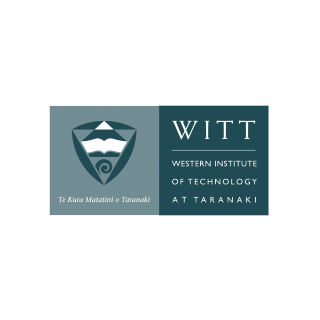 Te Kura Matatini o Taranaki
WITT
WESTERN INSTITUTE
OF TECHNOLOGY
AT TARANAKI